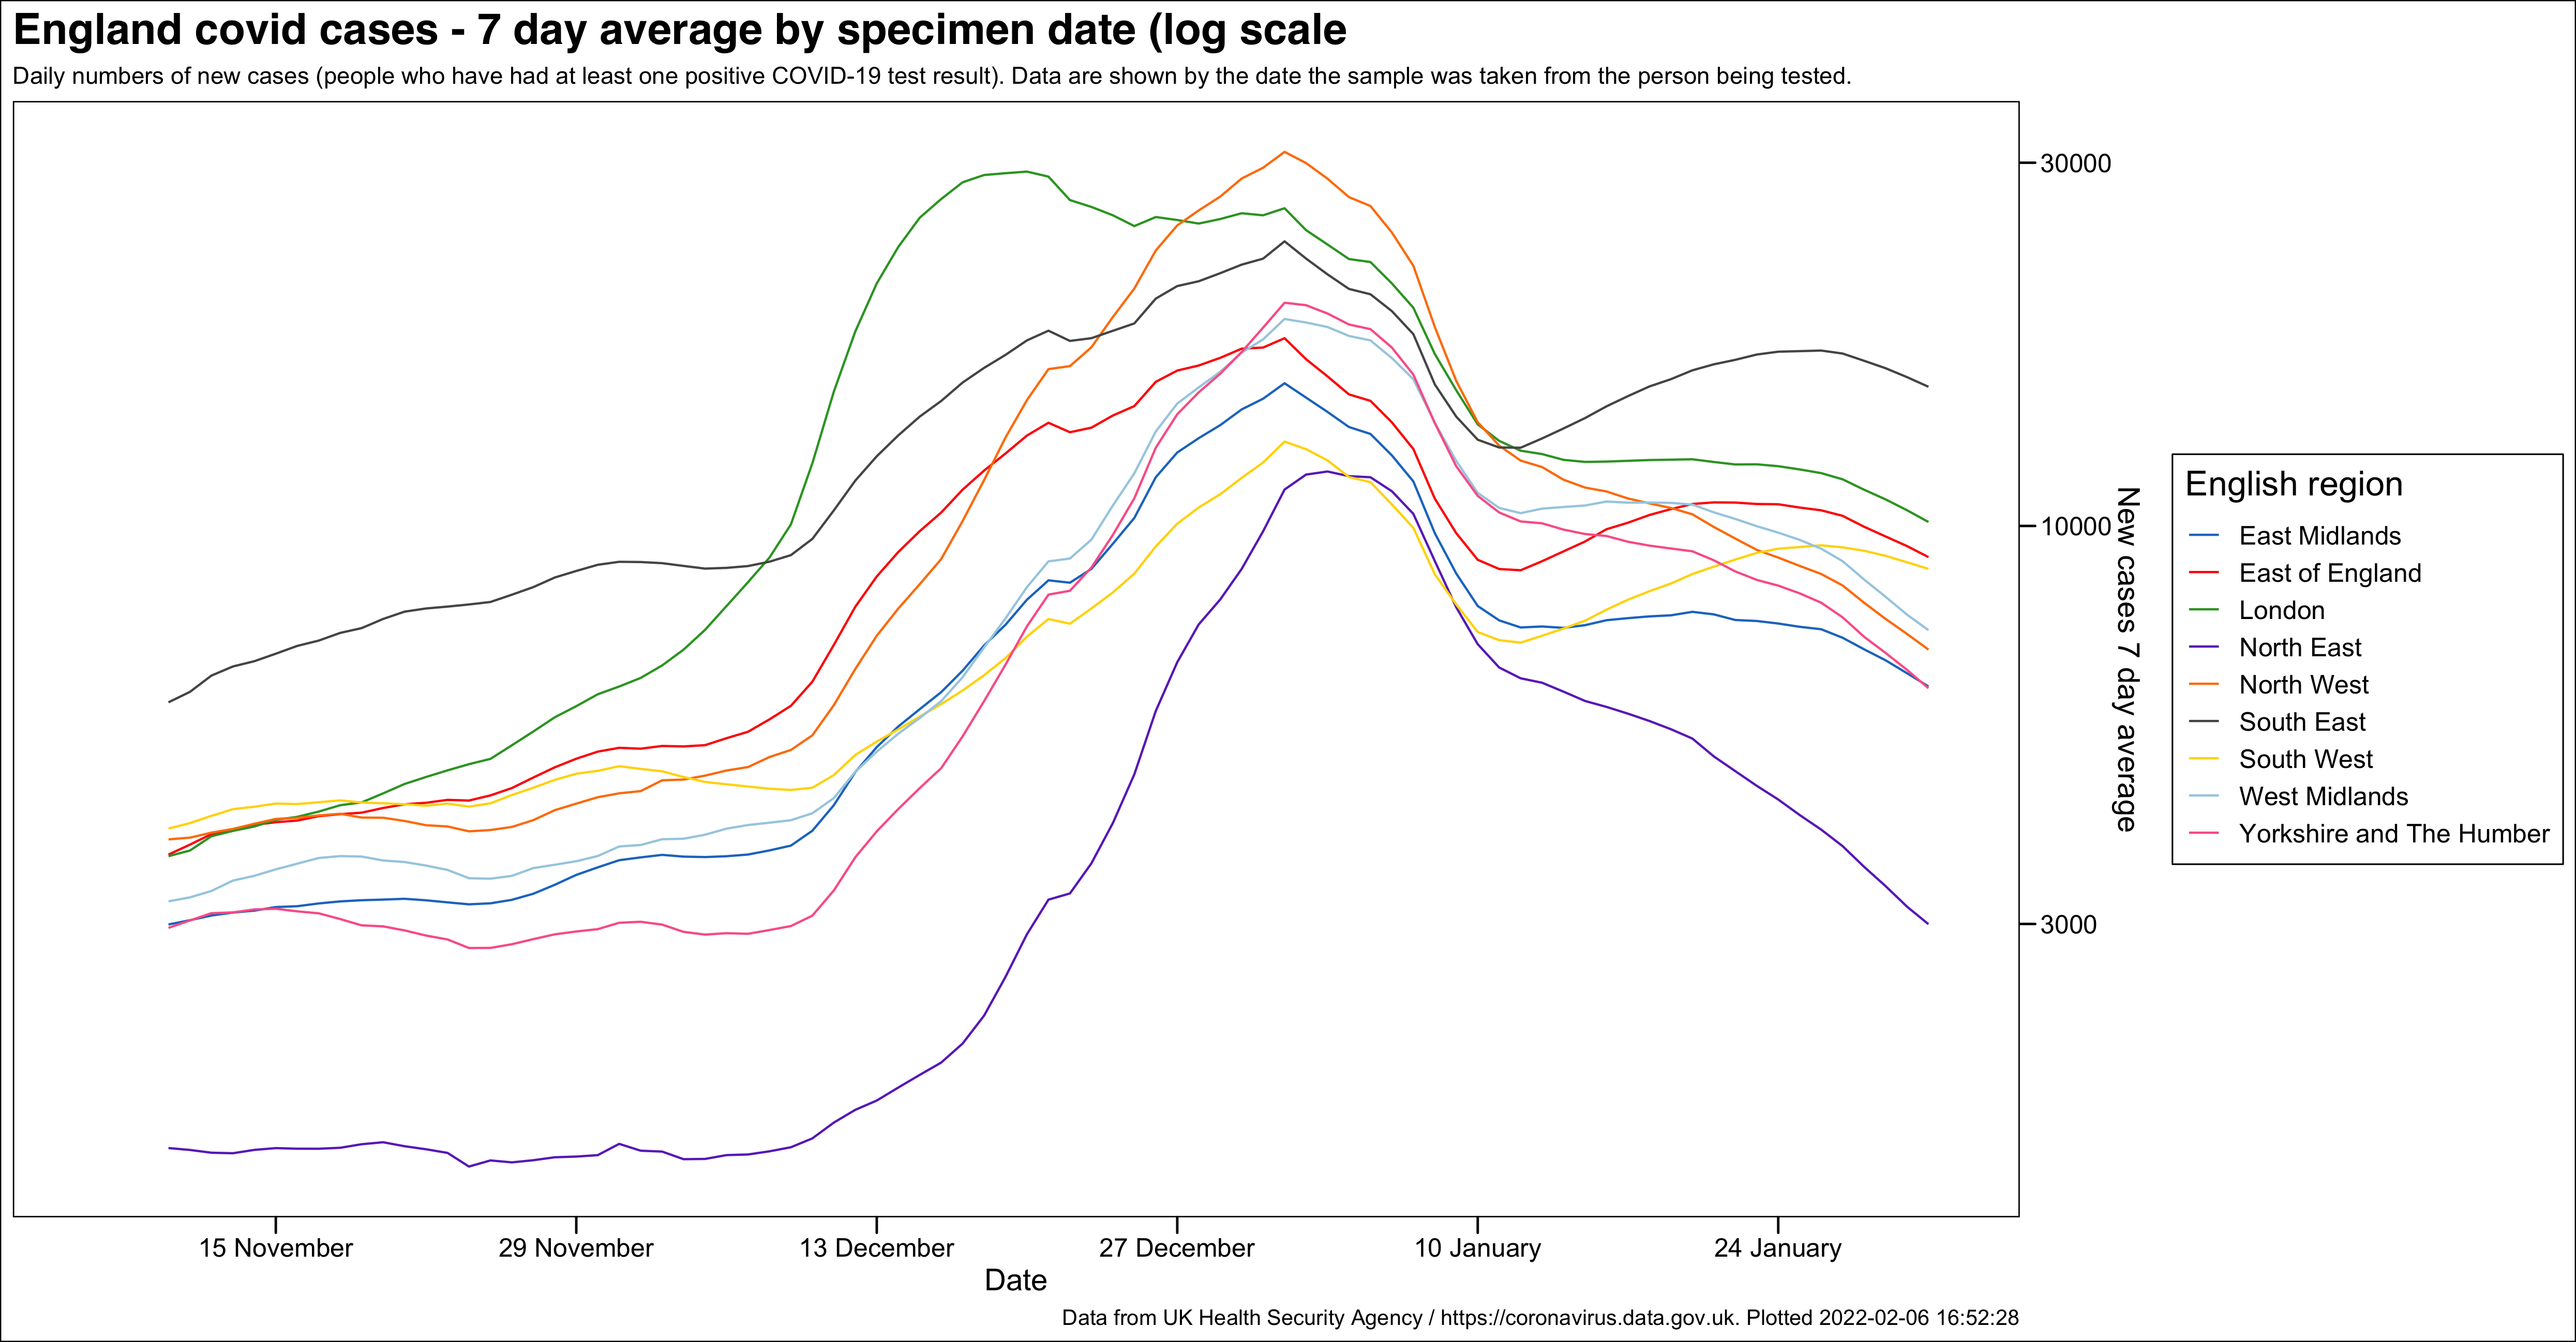 England covid cases - 7 day average by specimen date (log scale
Daily numbers of new cases (people who have had at least one positive COVID-19 test result). Data are shown by the date the sample was taken from the person being tested.
30000
10000
3000
New cases 7 day average
English region
East Midlands
East of England
London
North East
North West
South East
South West
West Midlands
Yorkshire and The Humber
15 November
29 November
13 December
27 December
10 January
24 January
Date
Data from UK Health Security Agency / https://coronavirus.data.gov.uk. Plotted 2022-02-06 16:52:28